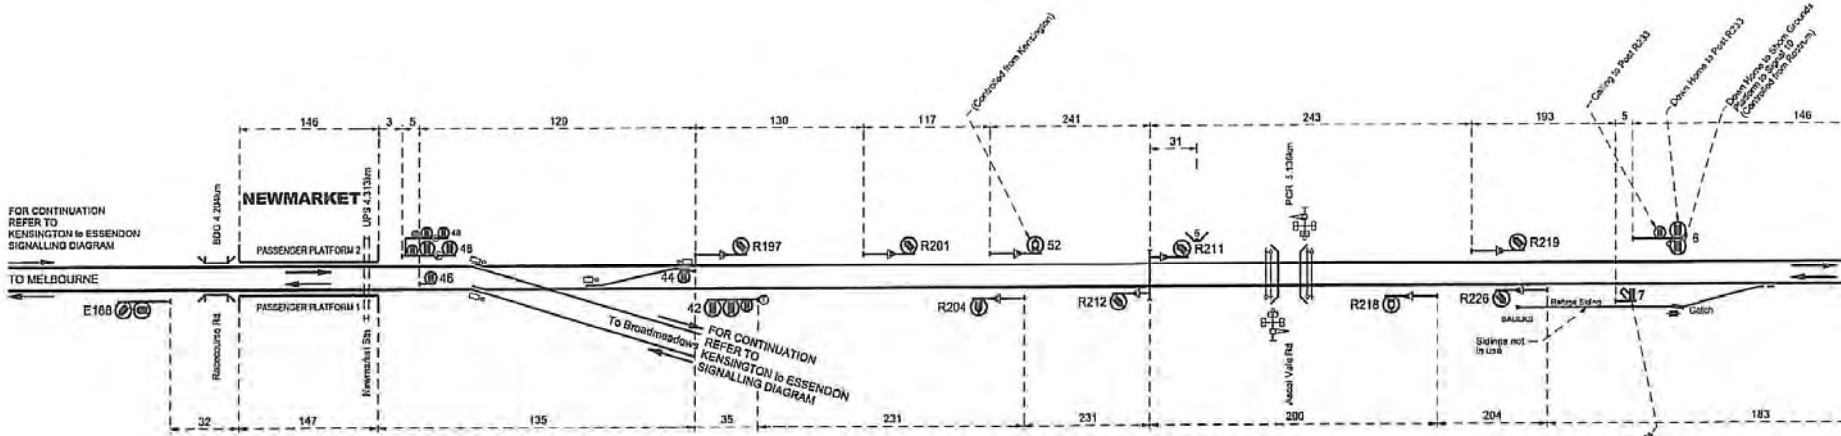 (Controlled from Kensington)
Calling to Post R233
Down Home to Post R233
Down Home to Show Grounds
Platform to Signal 10
(Controlled from Rostrum)
146
3
5
129
130
117
241
243
193
5
146
31
NEWMARKET
BDG 4.204km
UPS 4.313km
PCR 5.136km
FOR CONTINUATION
REFER TO
KENSINGTON to ESSENDON
SIGNALLING DIAGRAM
PASSENGER PLATFORM 2
48
48
R197
R201
52
5
R211
R219
6
TO MELBOURNE
46
44
E168
PASSENGER PLATFORM 1
Racecourse Rd
Newmarket Stn
42
To Broadmeadows
FOR CONTINUATION
REFER TO
KENSINGTON to ESSENDON
SIGNALLING DIAGRAM
R204
R212
Ascot Vale Rd
R218
R226
BAULKS
7
Catch
Sidings not
in use
32
147
135
35
231
231
200
204
183